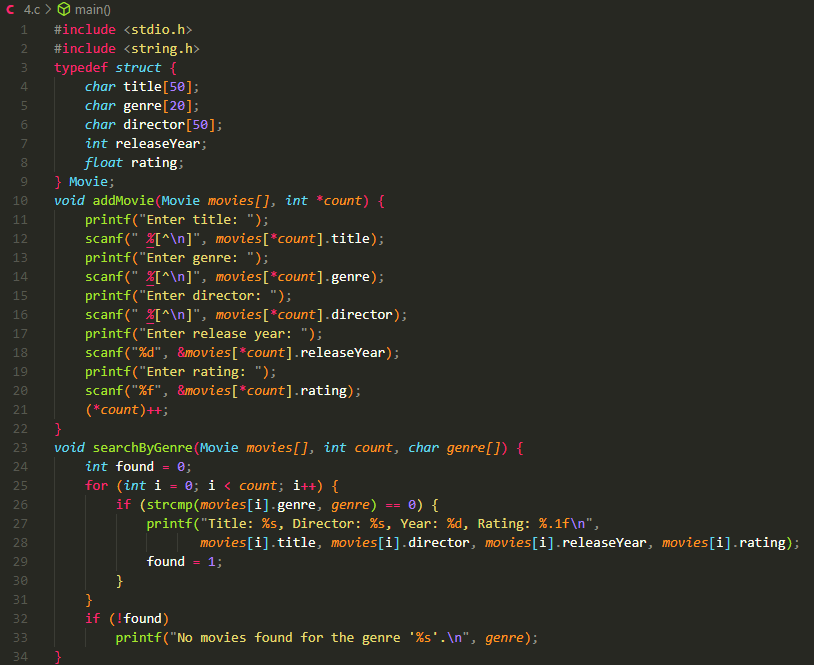 C 4.c > main()
1 #include <stdio.h>
2 #include <string.h>
3 typedef struct {
4     char title[50];
5     char genre[20];
6     char director[50];
7     int releaseYear;
8     float rating;
9 } Movie;
10 void addMovie(Movie movies[], int *count) {
11     printf("Enter title: ");
12     scanf(" %[^\n]", movies[*count].title);
13     printf("Enter genre: ");
14     scanf(" %[^\n]", movies[*count].genre);
15     printf("Enter director: ");
16     scanf(" %[^\n]", movies[*count].director);
17     printf("Enter release year: ");
18     scanf("%d", &movies[*count].releaseYear);
19     printf("Enter rating: ");
20     scanf("%f", &movies[*count].rating);
21     (*count)++;
22 }
23 void searchByGenre(Movie movies[], int count, char genre[]) {
24     int found = 0;
25     for (int i = 0; i < count; i++) {
26         if (strcmp(movies[i].genre, genre) == 0) {
27             printf("Title: %s, Director: %s, Year: %d, Rating: %.1f\n",
28                    movies[i].title, movies[i].director, movies[i].releaseYear, movies[i].rating);
29             found = 1;
30         }
31     }
32     if (!found)
33         printf("No movies found for the genre '%s'.\n", genre);
34 }